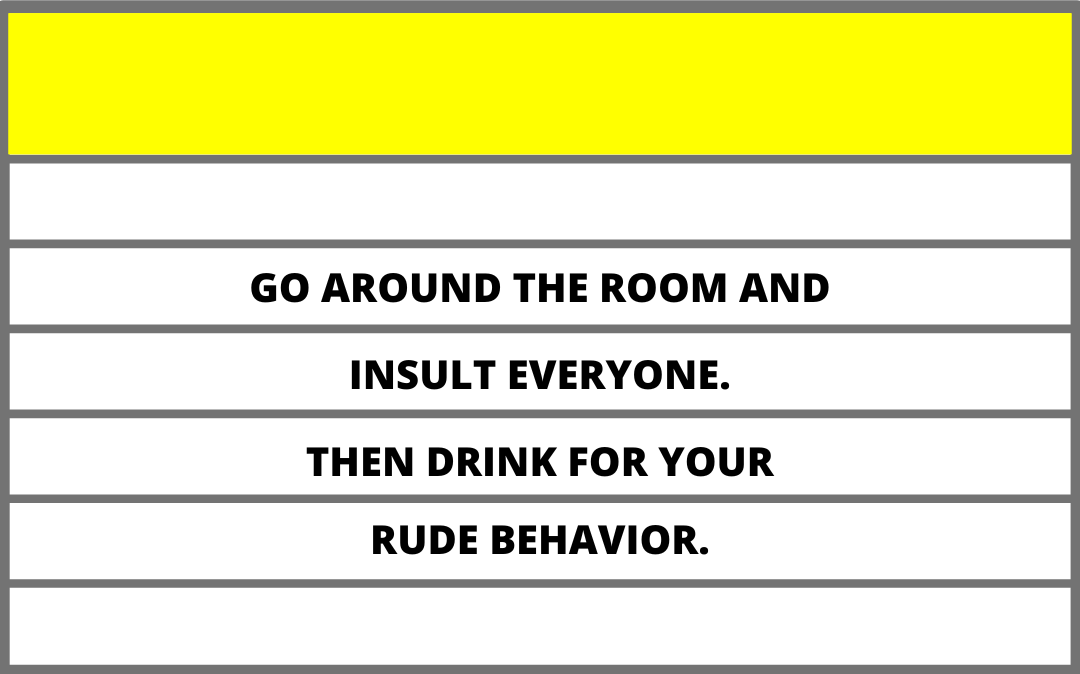 GO AROUND THE ROOM AND
INSULT EVERYONE.
THEN DRINK FOR YOUR
RUDE BEHAVIOR.